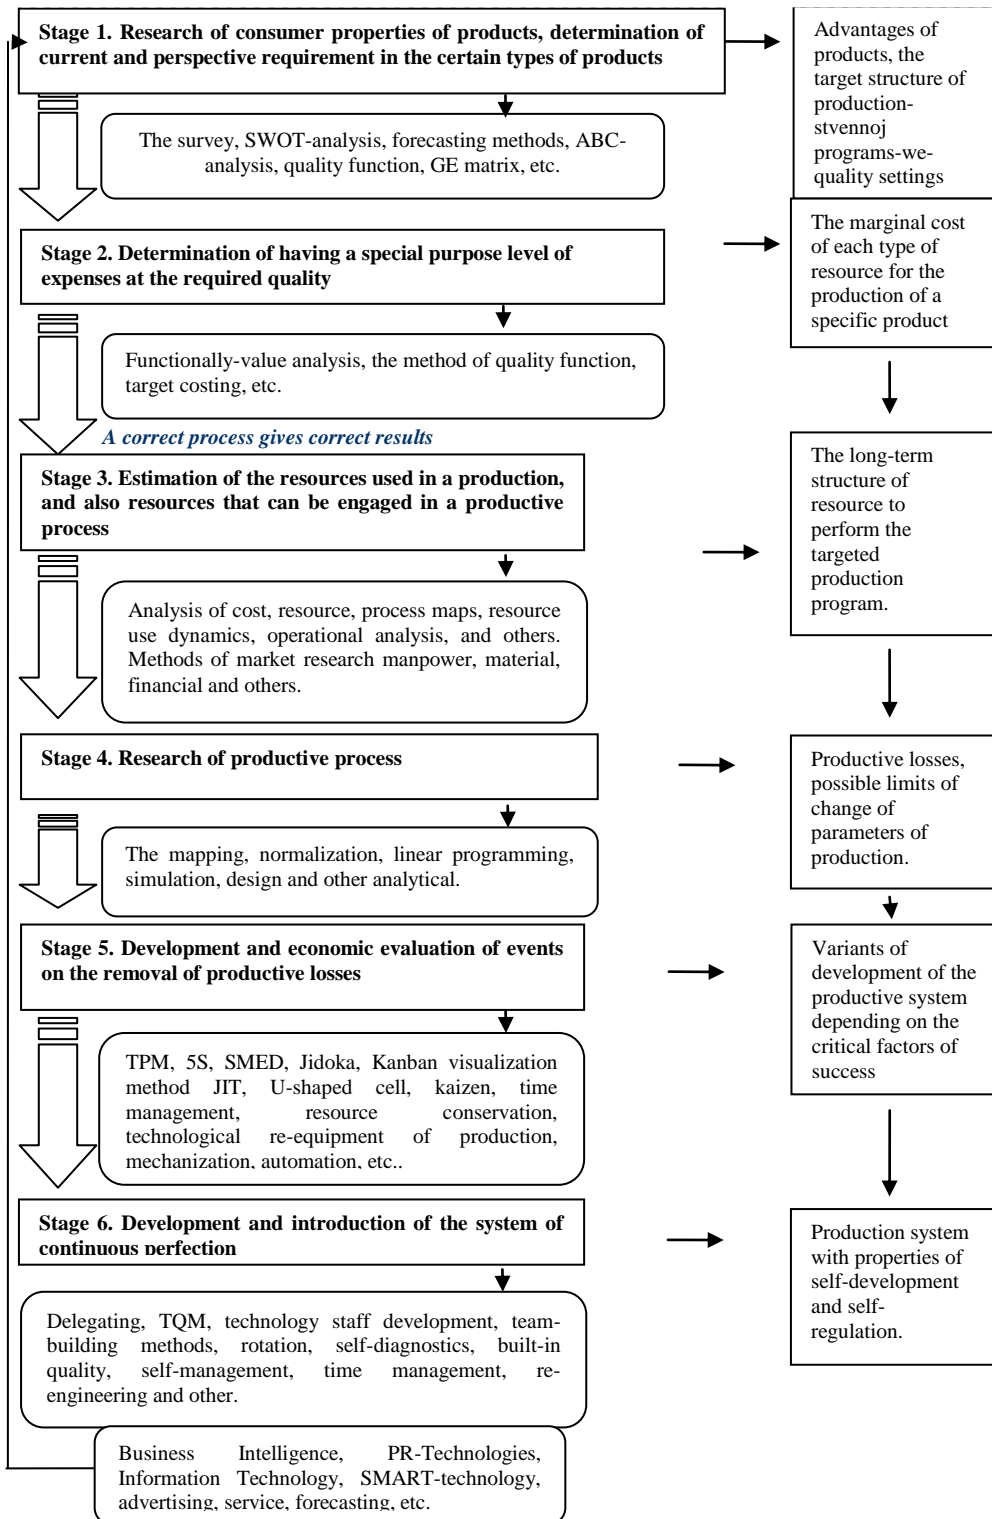 Stage 1. Research of consumer properties of products, determination of
current and perspective requirement in the certain types of products
Advantages of
products, the
target structure of
production-
stvennoj
programs-we-
quality settings
The survey, SWOT-analysis, forecasting methods, ABC-
analysis, quality function, GE matrix, etc.
Stage 2. Determination of having a special purpose level of
expenses at the required quality
The marginal cost
of each type of
resource for the
production of a
specific product
Functionally-value analysis, the method of quality function,
target costing, etc.
A correct process gives correct results
Stage 3. Estimation of the resources used in a production,
and also resources that can be engaged in a productive
process
The long-term
structure of
resource to
perform the
targeted
production
program.
Analysis of cost, resource, process maps, resource
use dynamics, operational analysis, and others.
Methods of market research manpower, material,
financial and others.
Stage 4. Research of productive process
Productive losses,
possible limits of
change of
parameters of
production.
The mapping, normalization, linear programming,
simulation, design and other analytical.
Stage 5. Development and economic evaluation of events
on the removal of productive losses
Variants of
development of the
productive system
depending on the
critical factors of
success
TPM, 5S, SMED, Jidoka, Kanban visualization
method JIT, U-shaped cell, kaizen, time
management, resource conservation,
technological re-equipment of production,
mechanization, automation, etc..
Stage 6. Development and introduction of the system of
continuous perfection
Production system
with properties of
self-development
and self-
regulation.
Delegating, TQM, technology staff development, team-
building methods, rotation, self-diagnostics, built-in
quality, self-management, time management, re-
engineering and other.
Business Intelligence, PR-Technologies,
Information Technology, SMART-technology,
advertising, service, forecasting, etc.